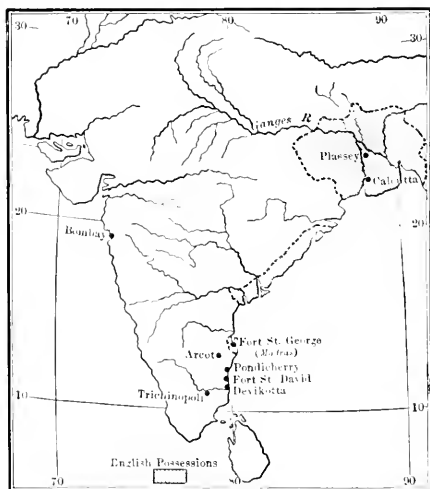 70 80 90
30 30
Ganges R
Plassey
Calcutta
20 20
Bombay
Fort St. George
(Madras)
Arcot
Pondicherry
Fort St. David
Devikotta
Trichinopoli
10 10
English Possessions
70 80 90